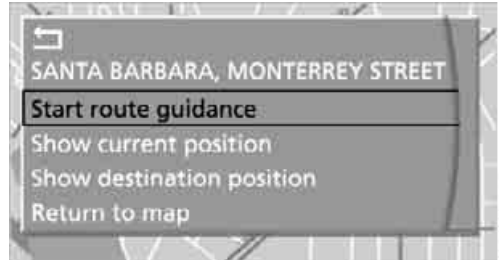 SANTA BARBARA, MONTERREY STREET
Start route guidance
Show current position
Show destination position
Return to map